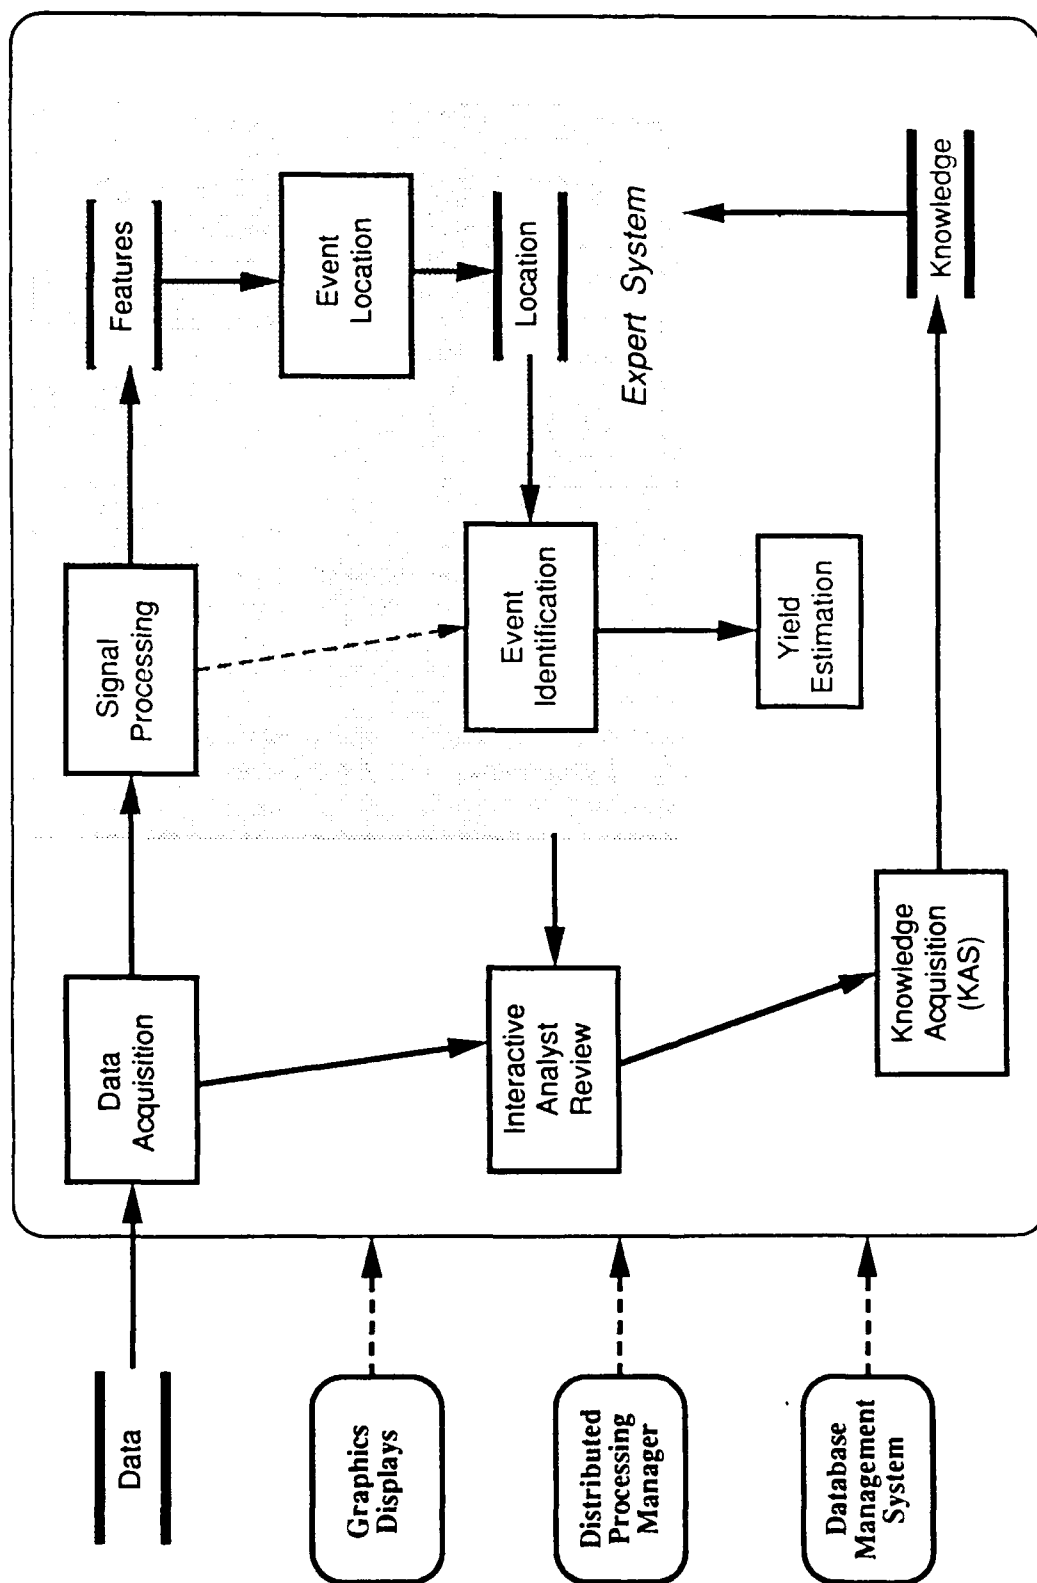 Data
Data
Acquisition
Signal
Processing
Features
Event
Location
Location
Event
Identification
Yield
Estimation
Expert System
Interactive
Analyst
Review
Knowledge
Acquisition
(KAS)
Knowledge
Graphics
Displays
Distributed
Processing
Manager
Database
Management
System